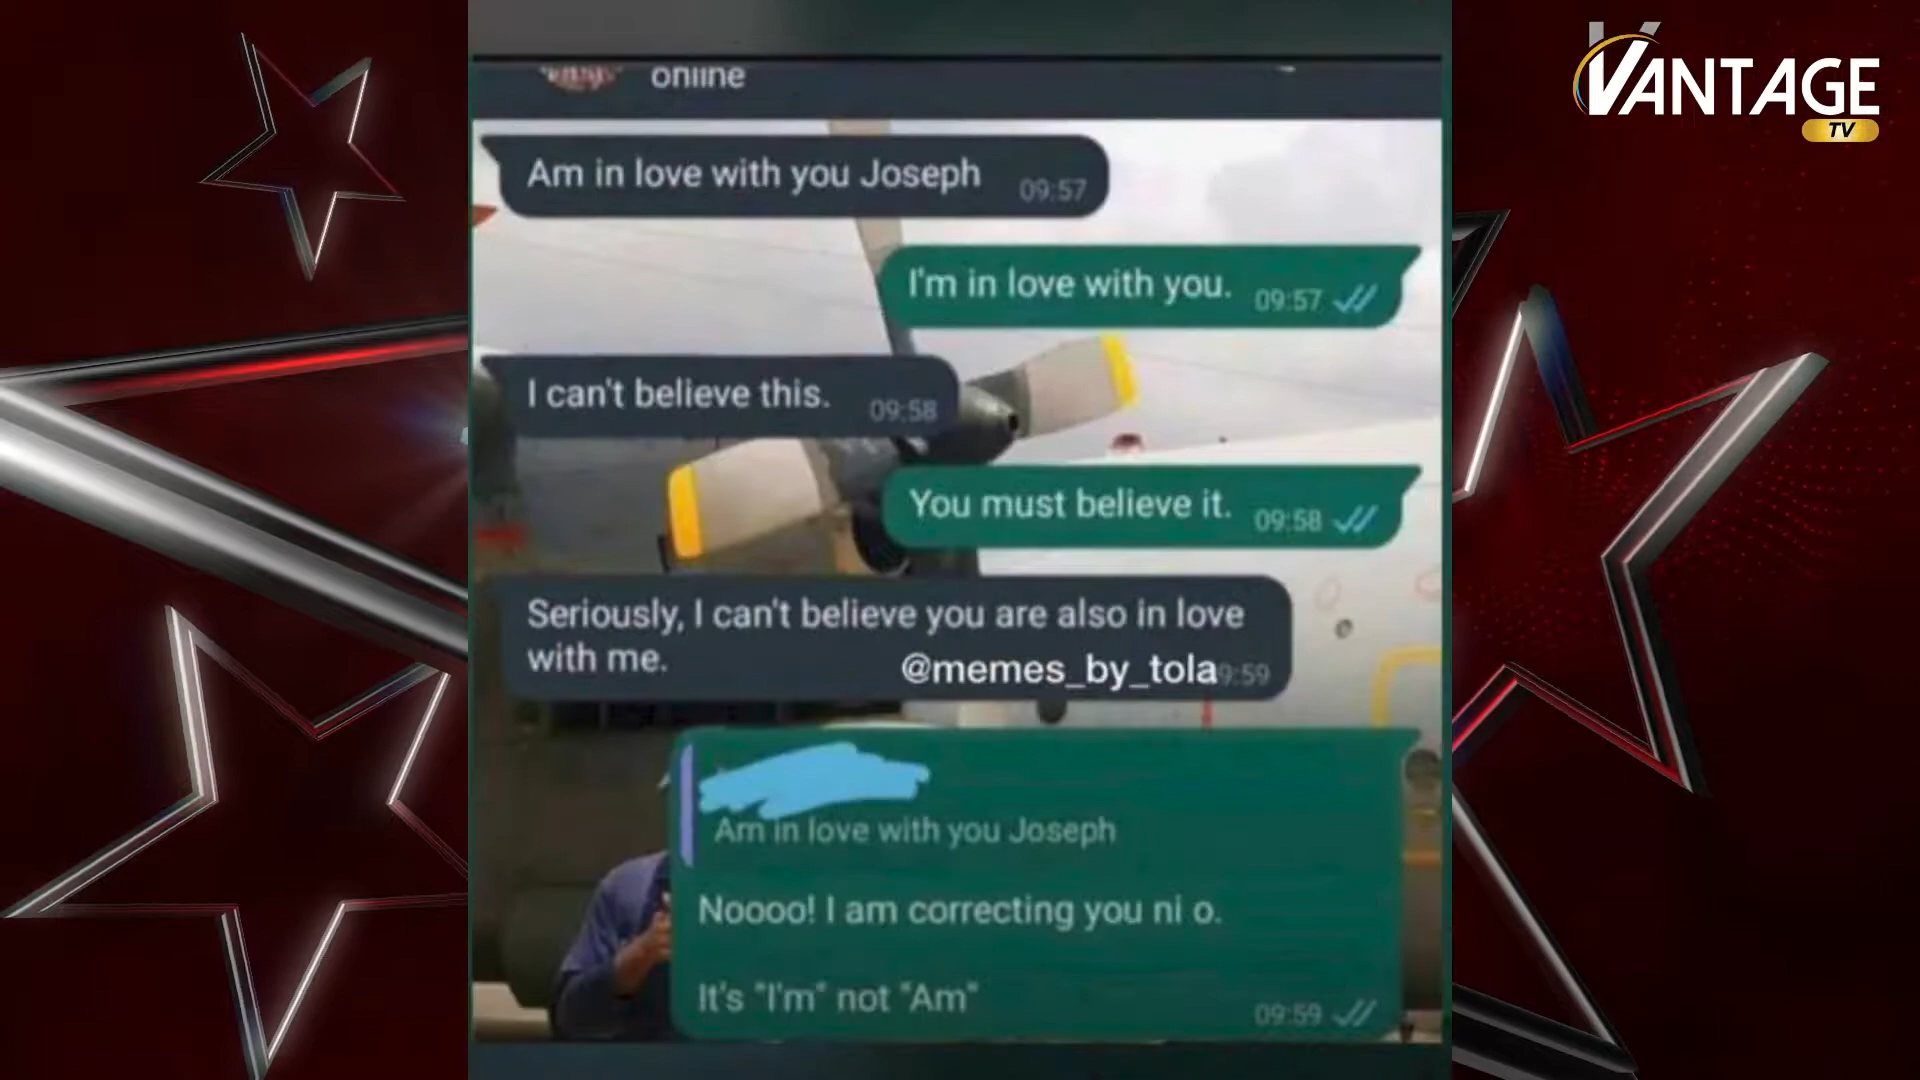 VANTAGE
TV
online
Am in love with you Joseph 09:57
I'm in love with you. 09:57
I can't believe this. 09:58
You must believe it. 09:58
Seriously, I can't believe you are also in love
with me. 9:59
@memes_by_tola
Am in love with you Joseph
Noooo! I am correcting you ni o.
It's "I'm" not "Am" 09:59